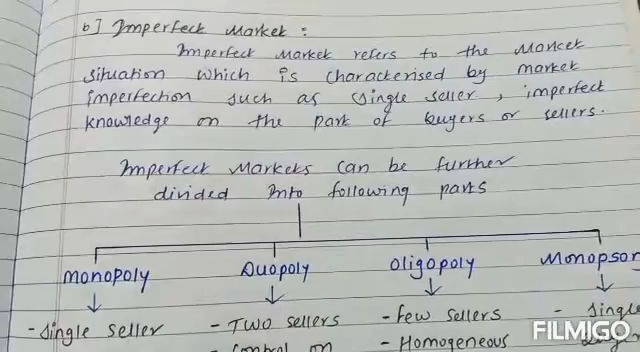 b] Imperfect Market :
Imperfect Market refers to the Market
situation which is characterised by market
imperfection such as single seller, imperfect
knowledge on the part of buyers or sellers.
Imperfect Markets can be further
divided Into following parts
monopoly Duopoly Oligopoly Monopson
- single seller - TWO sellers - few sellers - single
control on - Homogeneous
FILMIGO